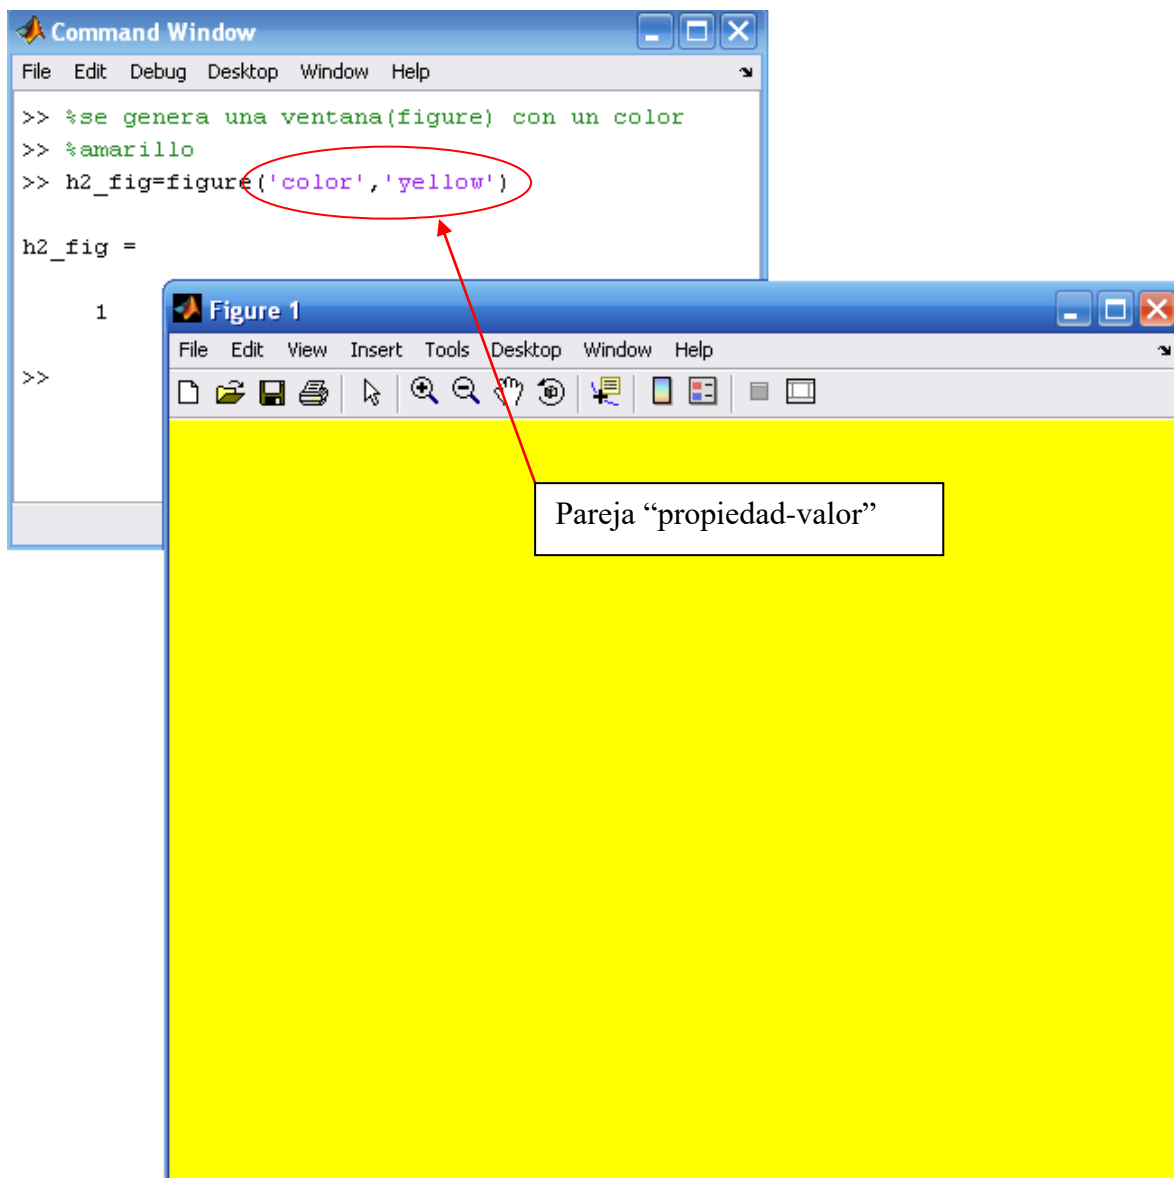 Command Window
File Edit Debug Desktop Window Help
>> %se genera una ventana(figure) con un color
>> %amarillo
>> h2_fig=figure('color','yellow')
h2_fig =
1
>>
Figure 1
File Edit View Insert Tools Desktop Window Help
Pareja “propiedad-valor”